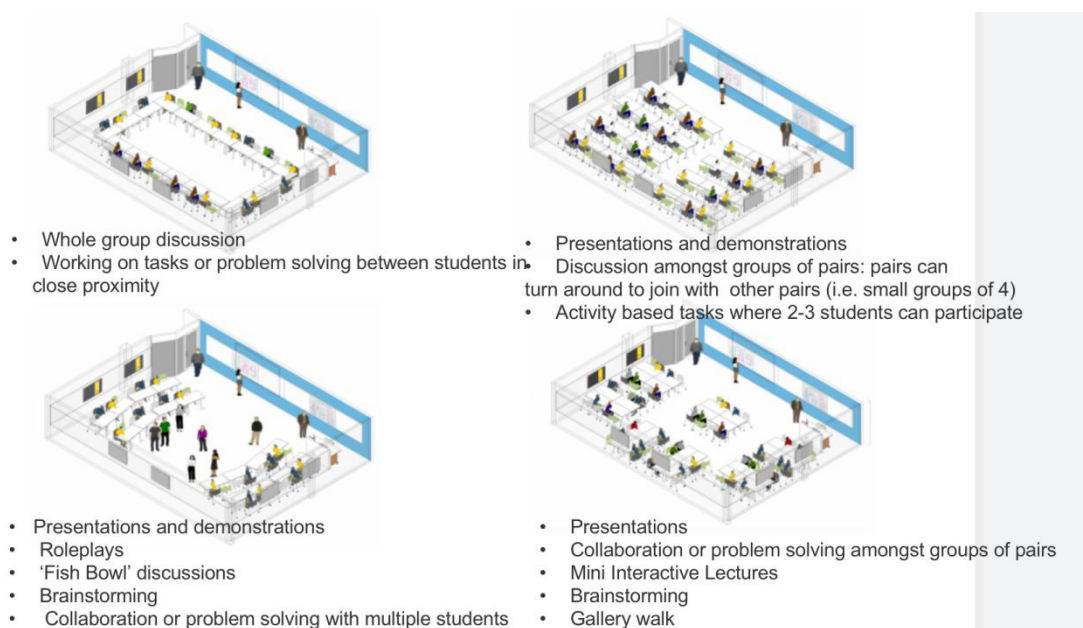 • Whole group discussion
• Working on tasks or problem solving between students in
close proximity
• Presentations and demonstrations
• Discussion amongst groups of pairs: pairs can
turn around to join with other pairs (i.e. small groups of 4)
• Activity based tasks where 2-3 students can participate
• Presentations and demonstrations
• Roleplays
• ‘Fish Bowl’ discussions
• Brainstorming
• Collaboration or problem solving with multiple students
• Presentations
• Collaboration or problem solving amongst groups of pairs
• Mini Interactive Lectures
• Brainstorming
• Gallery walk